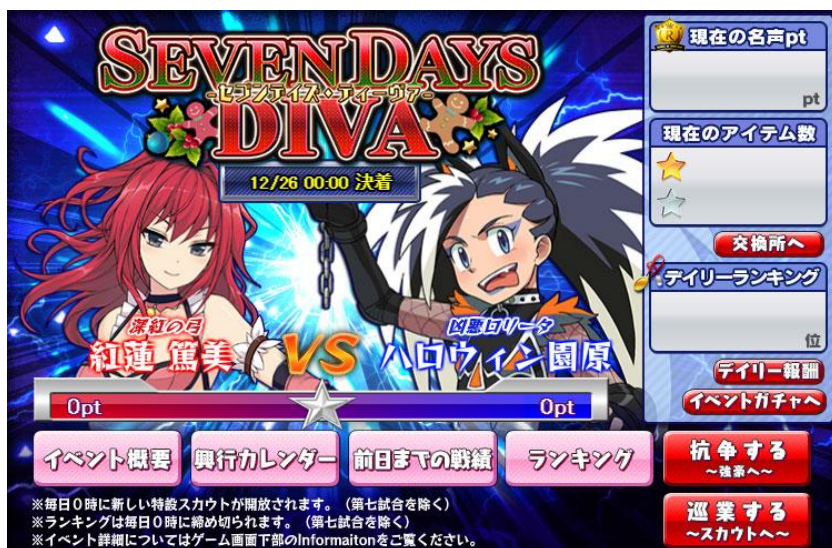 SEVEN DAYS
-セブンデイズ・ディーヴァ-
DIVA
12/26 00:00 決着
深紅の弓
紅蓮 篤美
VS
凶悪ロリータ
ハロウィン園原
0pt
0pt
現在の名声pt
pt
現在のアイテム数
交換所へ
デイリーランキング
位
デイリー報酬
イベントガチャへ
イベント概要
興行カレンダー
前日までの戦績
ランキング
抗争する
~強豪へ~
巡業する
~スカウトへ~
※毎日0時に新しい特設スカウトが開放されます。(第七試合を除く)
※ランキングは毎日0時に締め切られます。(第七試合を除く)
※イベント詳細についてはゲーム画面下部のInformaitonをご覧ください。